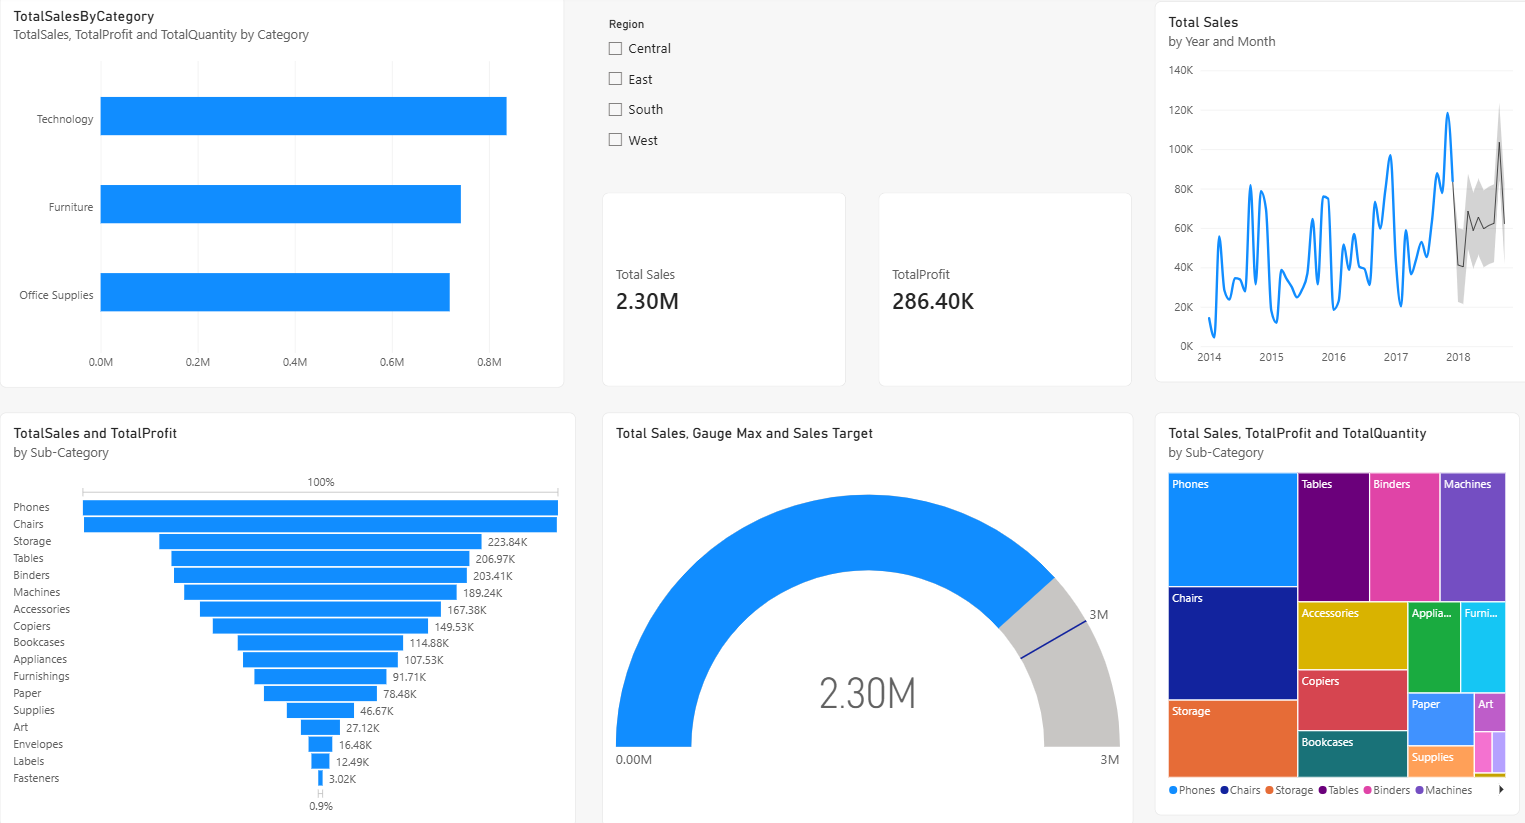 TotalSalesByCategory
TotalSales, TotalProfit and TotalQuantity by Category
Technology
Furniture
Office Supplies
0.0M 0.2M 0.4M 0.6M 0.8M
Region
Central
East
South
West
Total Sales
2.30M
TotalProfit
286.40K
Total Sales
by Year and Month
140K
120K
100K
80K
60K
40K
20K
0K
2014 2015 2016 2017 2018
TotalSales and TotalProfit
by Sub-Category
100%
Phones
Chairs
Storage 223.84K
Tables 206.97K
Binders 203.41K
Machines 189.24K
Accessories 167.38K
Copiers 149.53K
Bookcases 114.88K
Appliances 107.53K
Furnishings 91.71K
Paper 78.48K
Supplies 46.67K
Art 27.12K
Envelopes 16.48K
Labels 12.49K
Fasteners 3.02K
0.9%
Total Sales, Gauge Max and Sales Target
3M
2.30M
0.00M 3M
Total Sales, TotalProfit and TotalQuantity
by Sub-Category
Phones Tables Binders Machines
Chairs
Accessories Applia... Furni...
Copiers
Storage Paper Art
Bookcases
Supplies
Phones Chairs Storage Tables Binders Machines